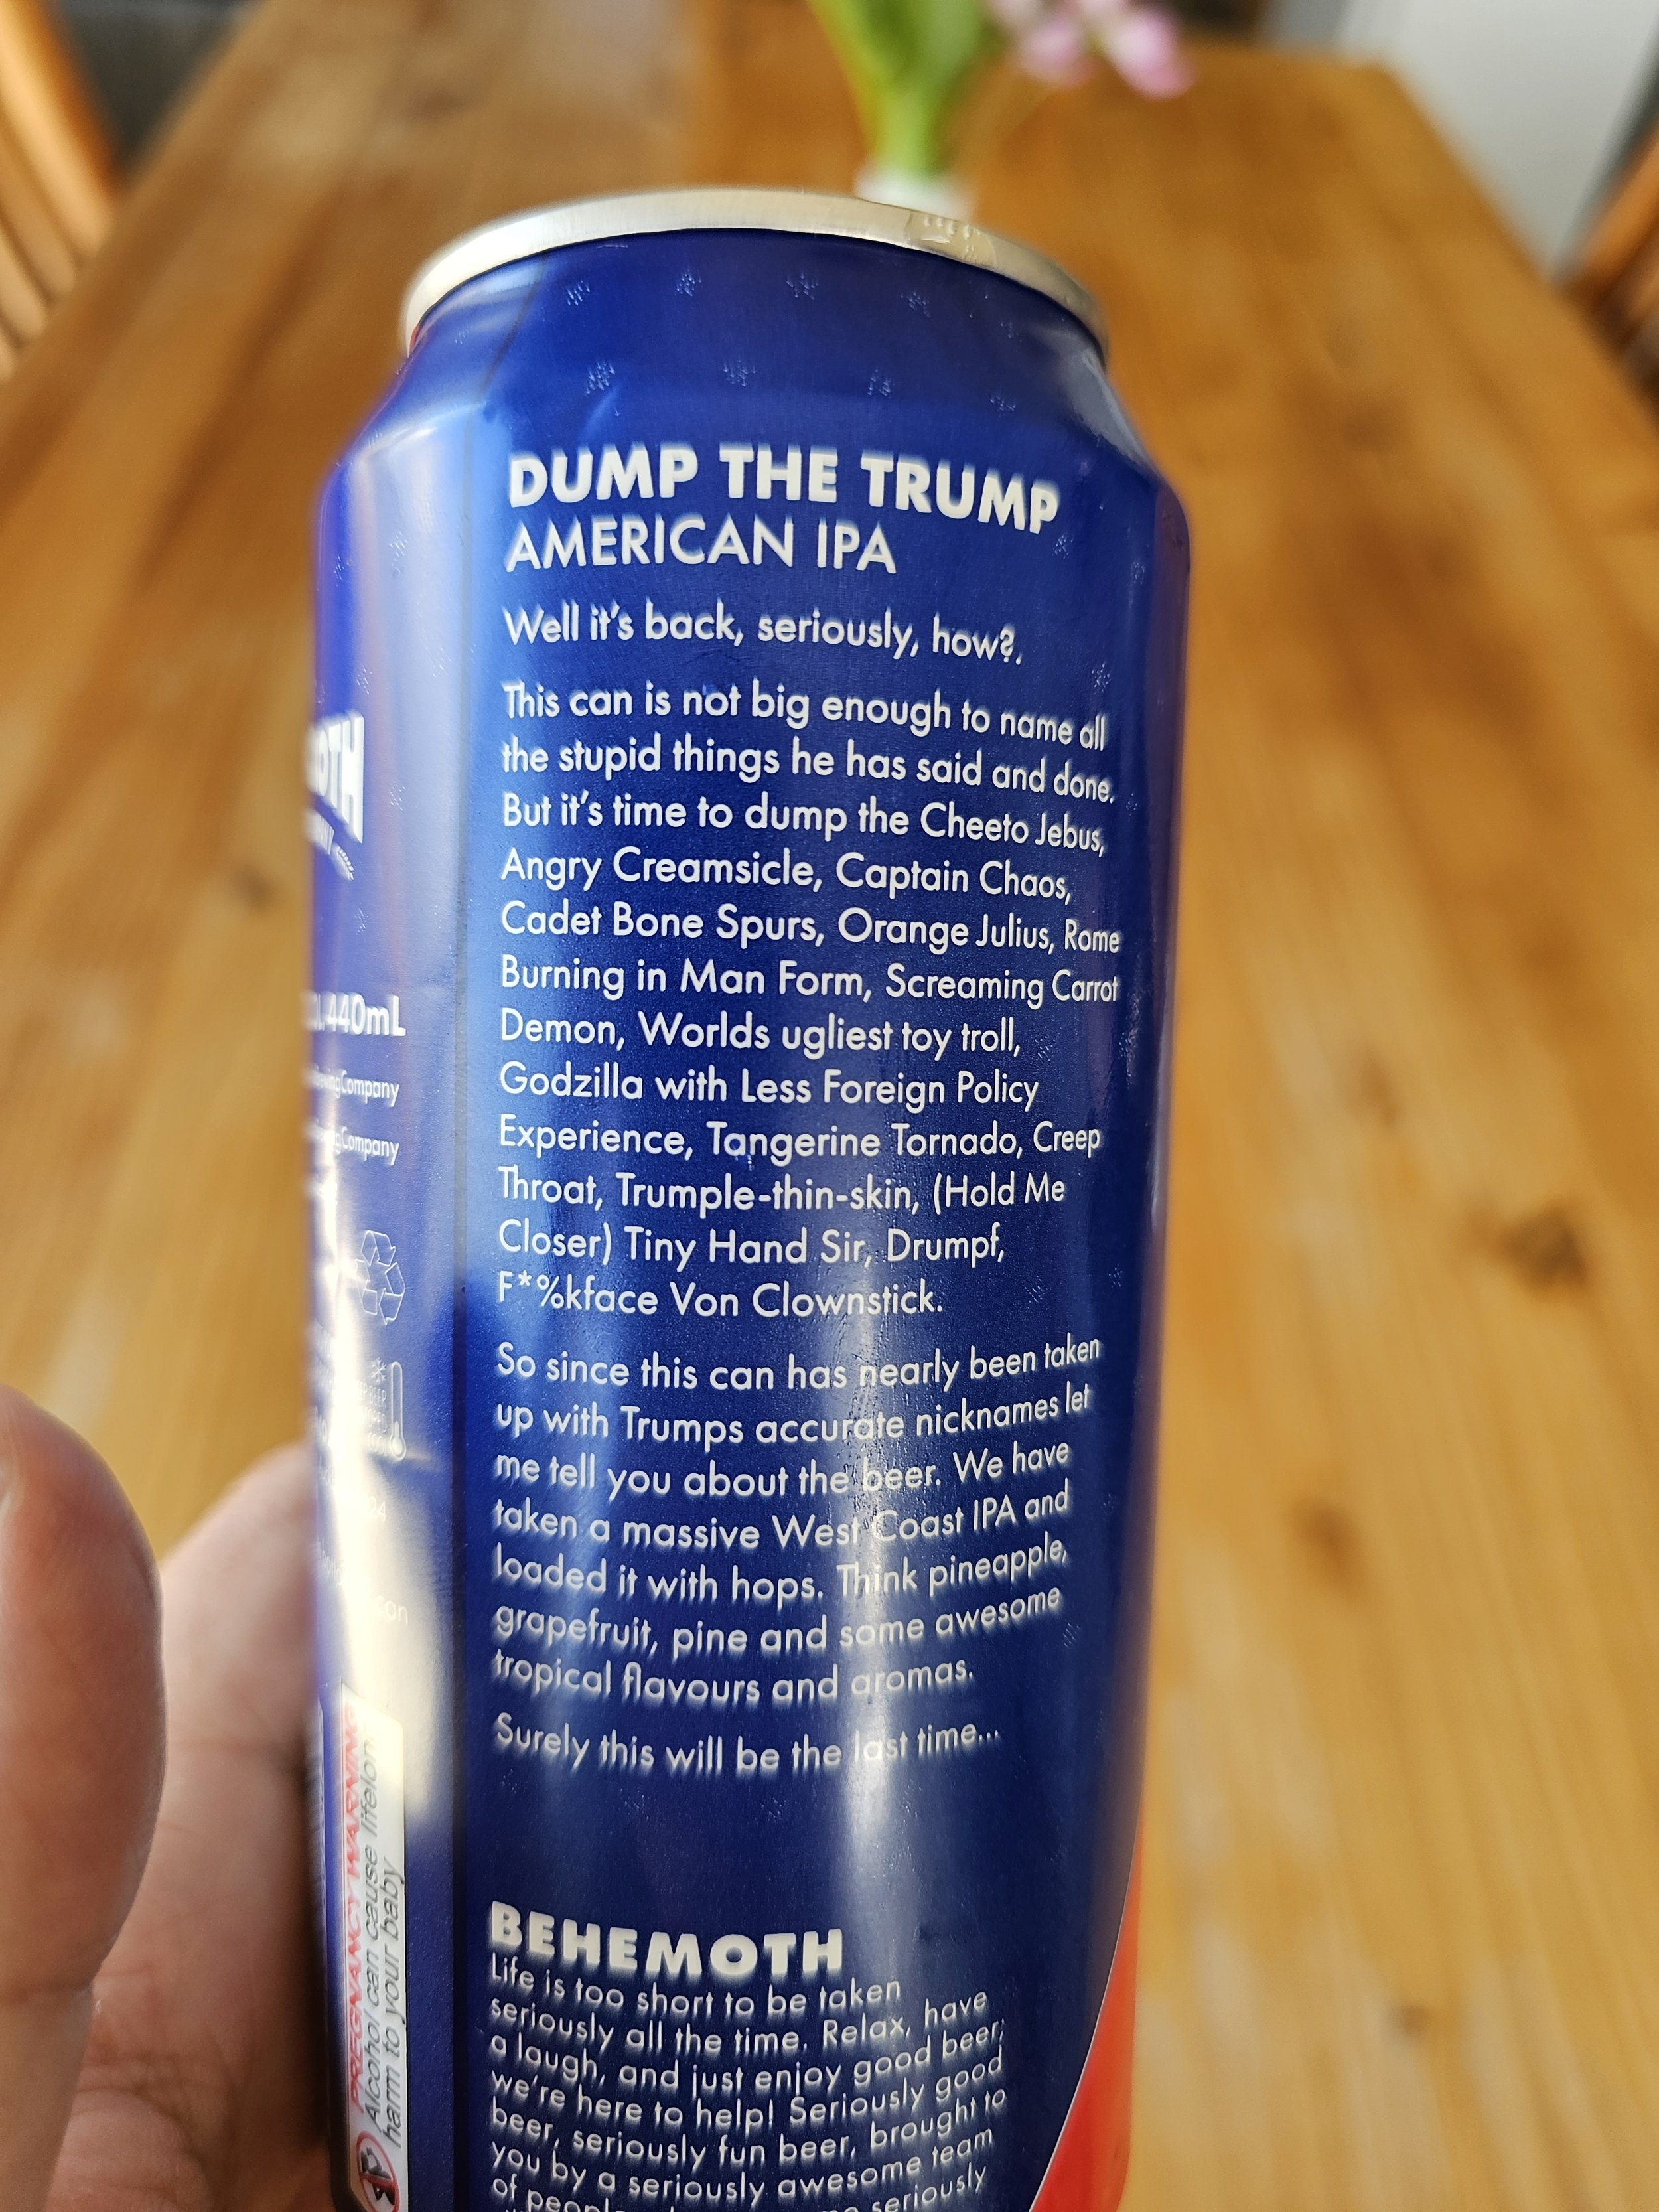 DUMP THE TRUMP
AMERICAN IPA
Well it's back, seriously, how?.
This can is not big enough to name all
the stupid things he has said and done.
But it's time to dump the Cheeto Jebus,
Angry Creamsicle, Captain Chaos,
Cadet Bone Spurs, Orange Julius, Rome
Burning in Man Form, Screaming Carrot
Demon, Worlds ugliest toy troll,
Godzilla with Less Foreign Policy
Experience, Tangerine Tornado, Creep
Throat, Trumple-thin-skin, (Hold Me
Closer) Tiny Hand Sir, Drumpf,
F*%kface Von Clownstick.
So since this can has nearly been taken
up with Trumps accurate nicknames let
me tell you about the beer. We have
taken a massive West Coast IPA and
loaded it with hops. Think pineapple,
grapefruit, pine and some awesome
tropical flavours and aromas.
Surely this will be the last time...
BEHEMOTH
Life is too short to be taken
seriously all the time. Relax, have
a laugh, and just enjoy good beer;
we're here to help! Seriously good
beer, seriously fun beer, brought to
you by a seriously awesome team
of seriously
440mL
Company
Company
PREGNANCY WARNING
Alcohol can cause lifelong
harm to your baby